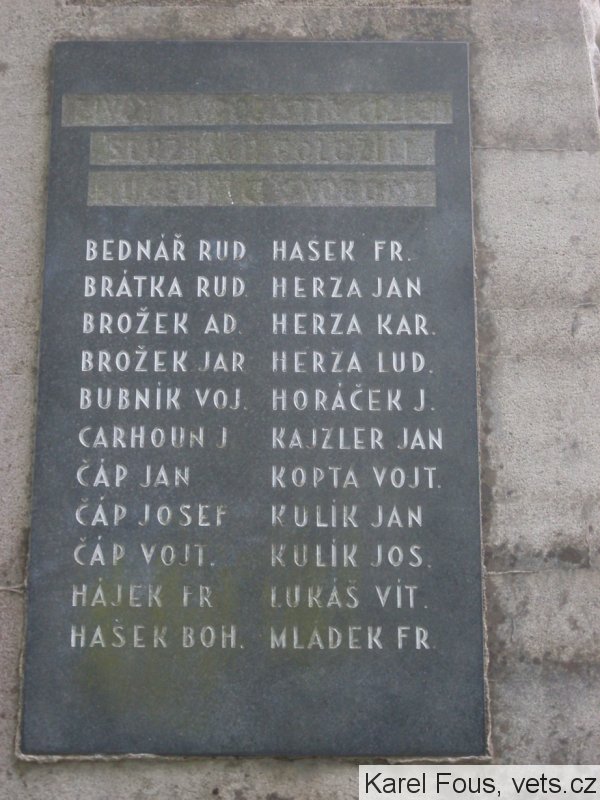 BEDNÁŘ RUD
BRÁTKA RUD.
BROŽEK AD.
BROŽEK JAR
BUBNÍK VOJ.
CARHOUN J
ČÁP JAN
ČÁP JOSEF
ČÁP VOJT.
HÁJEK FR
HAŠEK BOH.
HAŠEK FR.
HERZA JAN
HERZA KAR.
HERZA LUD.
HORÁČEK J.
KAJZLER JAN
KOPTA VOJT.
KULÍK JAN
KULÍK JOS.
LUKÁŠ VÍT.
MLÁDEK FR.
Karel Fous, vets.cz